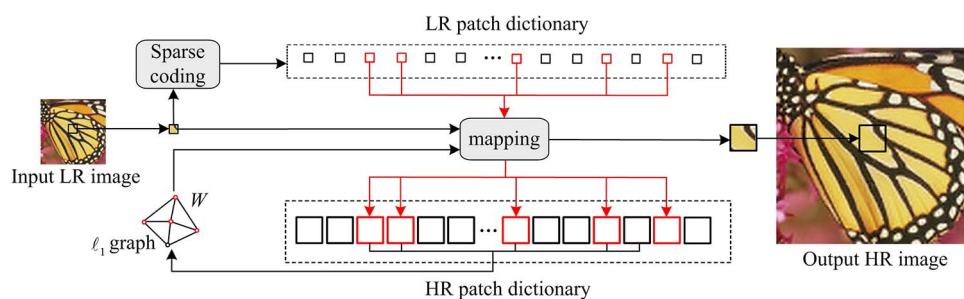 LR patch dictionary
Sparse
coding
...
mapping
Input LR image
W
ℓ₁ graph
...
Output HR image
HR patch dictionary